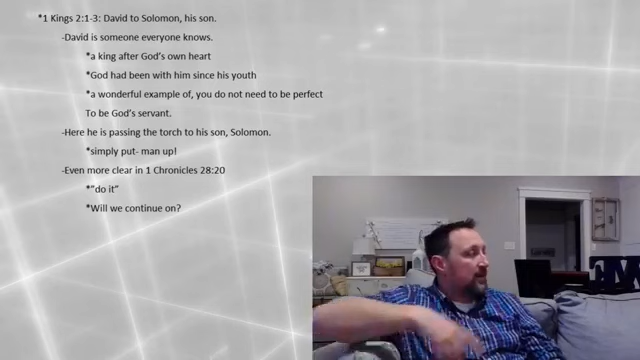 *1 Kings 2:1-3: David to Solomon, his son.
-David is someone everyone knows.
*a king after God's own heart
*God had been with him since his youth
*a wonderful example of, you do not need to be perfect
To be God's servant.
-Here he is passing the torch to his son, Solomon.
*simply put- man up!
-Even more clear in 1 Chronicles 28:20
*"do it"
*Will we continue on?